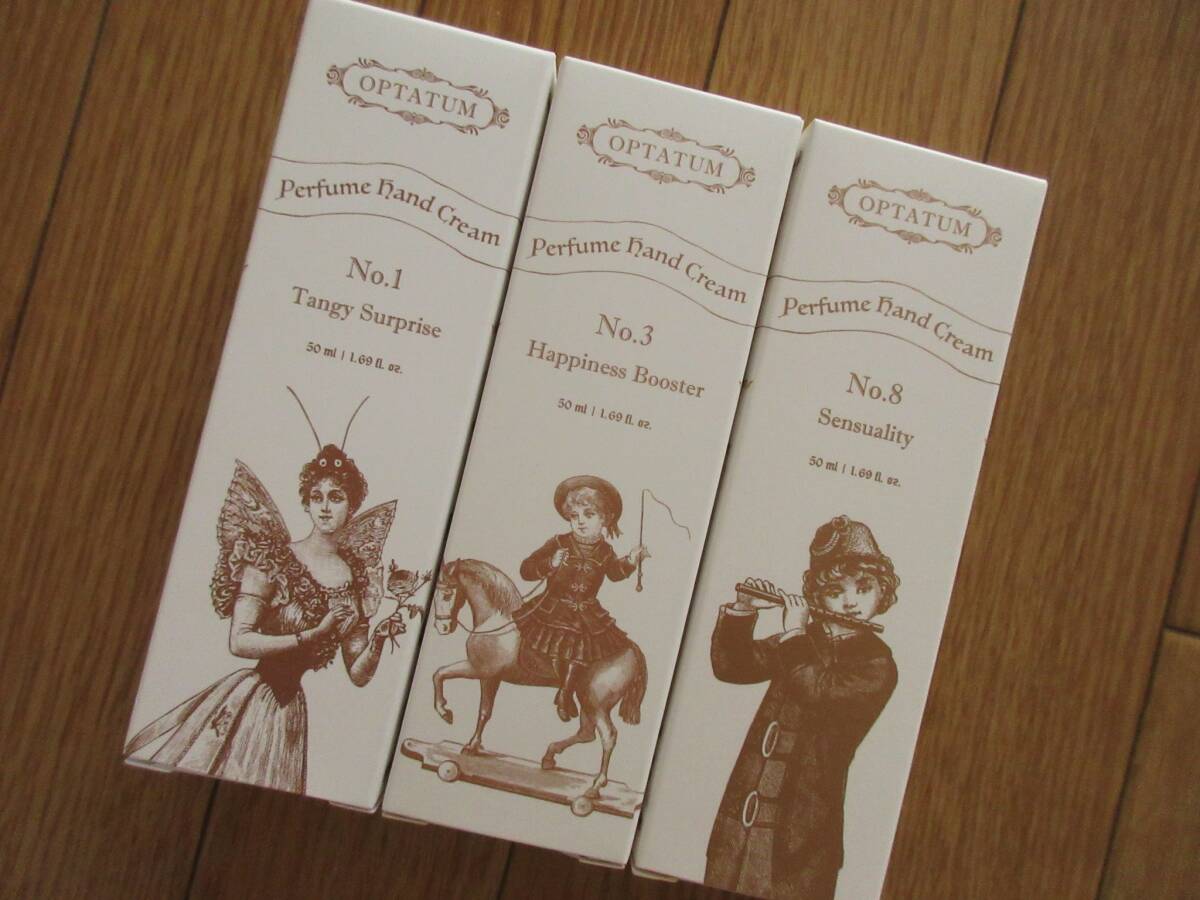 OPTATUM
Perfume Hand Cream
No.1
Tangy Surprise
50 ml | 1.69 fl. oz.
OPTATUM
Perfume Hand Cream
No.3
Happiness Booster
50 ml | 1.69 fl. oz.
OPTATUM
Perfume Hand Cream
No.8
Sensuality
50 ml | 1.69 fl. oz.